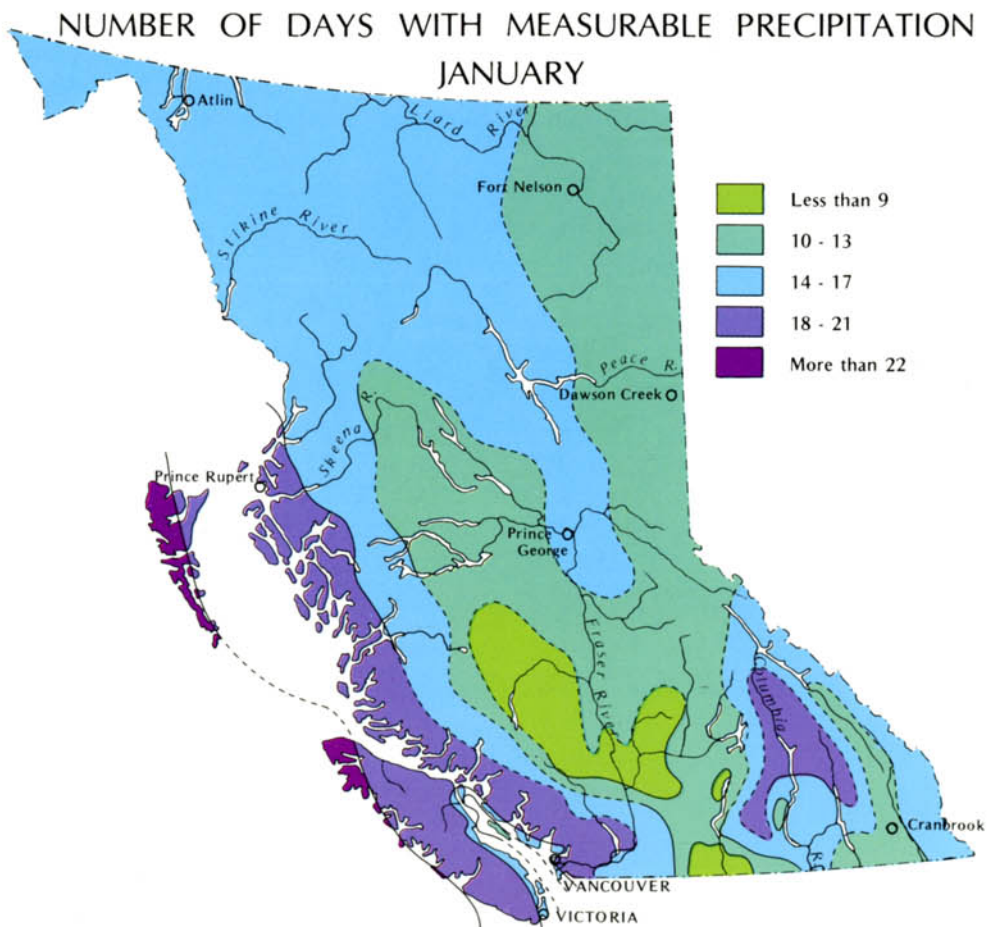 NUMBER OF DAYS WITH MEASURABLE PRECIPITATION
JANUARY
Atlin
Liard River
Fort Nelson
Stikine River
Less than 9
10 - 13
14 - 17
18 - 21
More than 22
Peace R.
Dawson Creek
Skeena R.
Prince Rupert
Prince
George
Fraser River
Columbia
Cranbrook
R.
VANCOUVER
VICTORIA